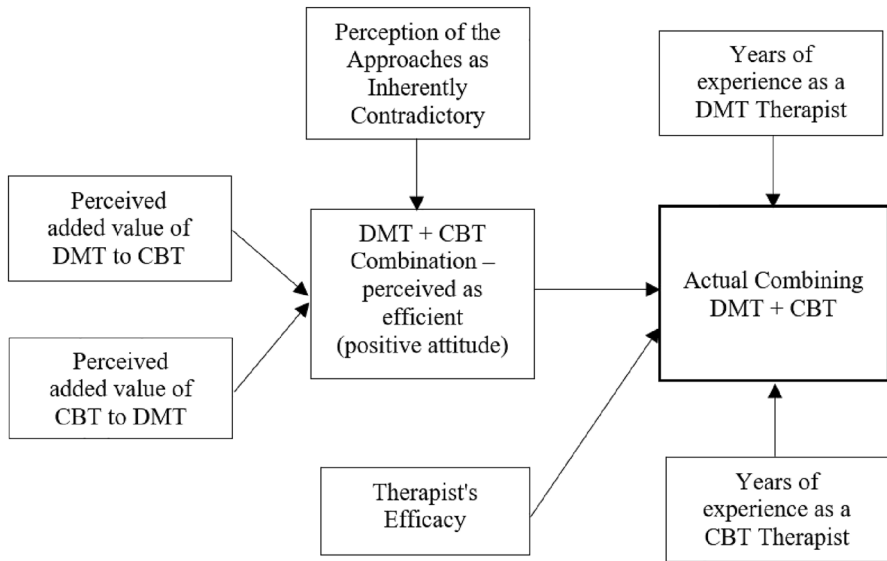 Perception of the
Approaches as
Inherently
Contradictory
Years of
experience as a
DMT Therapist
Perceived
added value of
DMT to CBT
DMT + CBT
Combination –
perceived as
efficient
(positive attitude)
Actual Combining
DMT + CBT
Perceived
added value of
CBT to DMT
Therapist's
Efficacy
Years of
experience as a
CBT Therapist